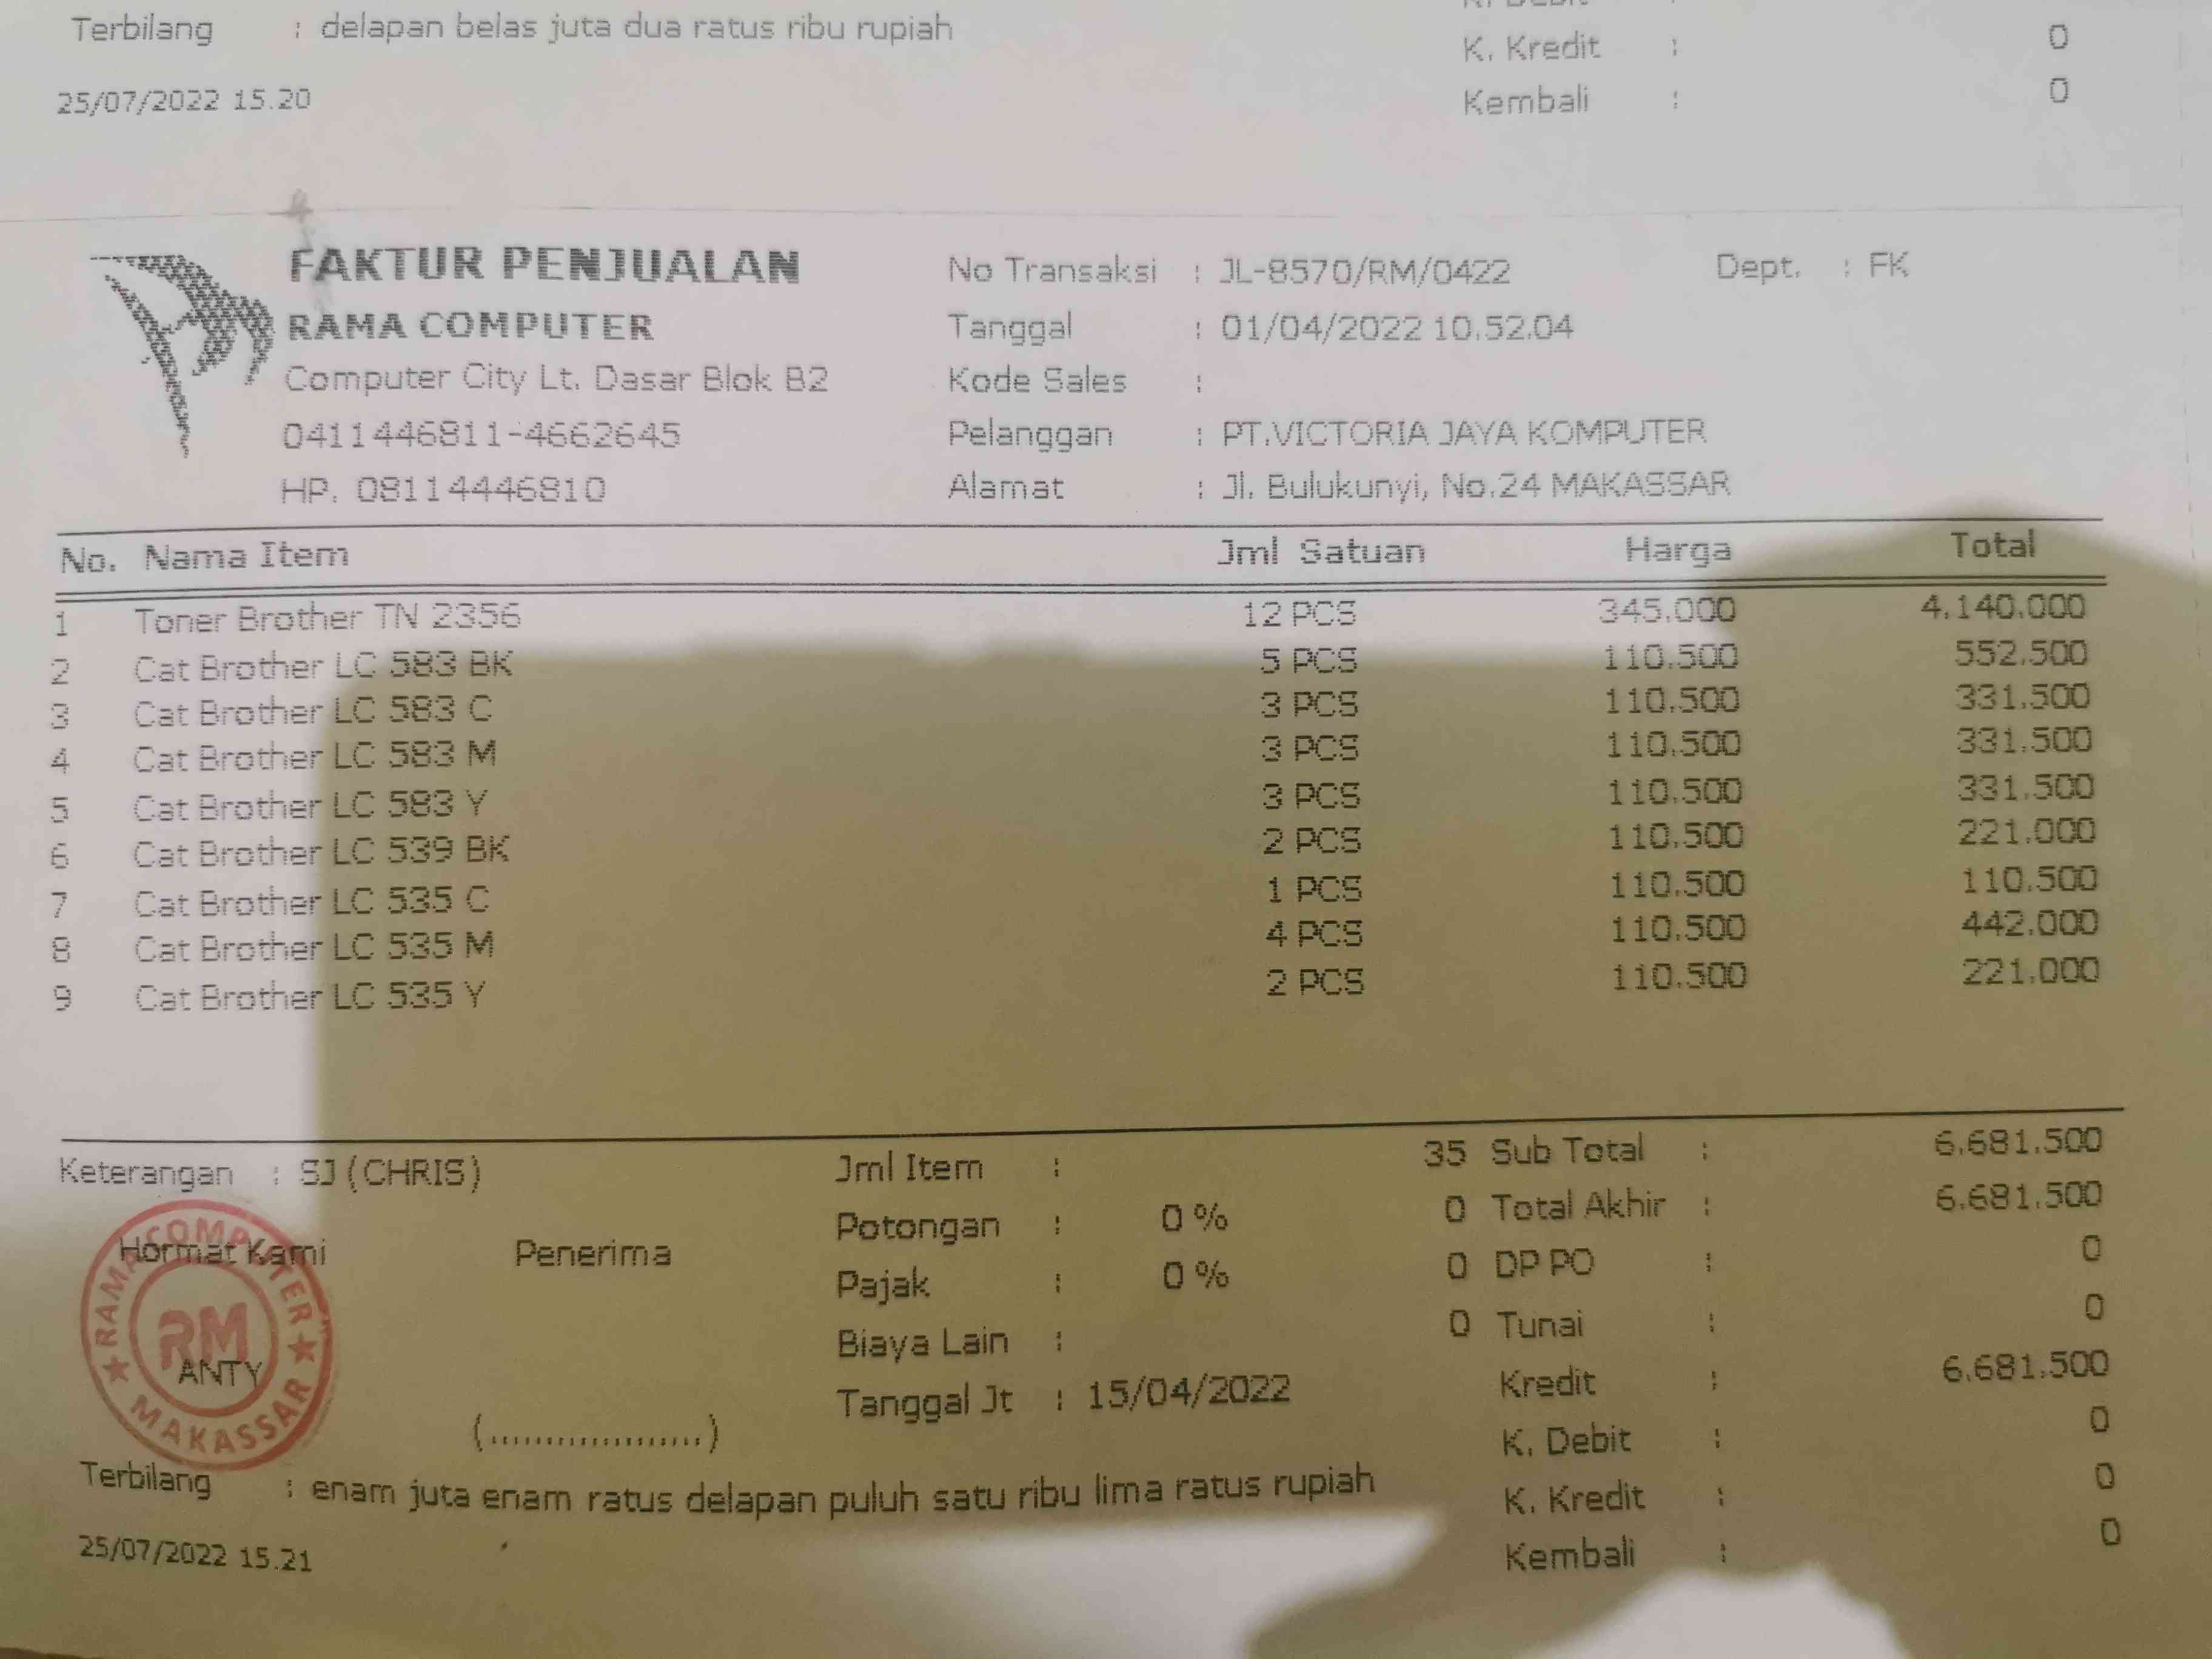 Terbilang : delapan belas juta dua ratus ribu rupiah
K. Kredit : 0
25/07/2022 15.20
Kembali : 0
FAKTUR PENJUALAN
RAMA COMPUTER
Computer City Lt. Dasar Blok B2
0411446811-4662645
HP. 08114446810
No Transaksi : JL-8570/RM/0422 Dept. : FK
Tanggal : 01/04/2022 10.52.04
Kode Sales :
Pelanggan : PT.VICTORIA JAYA KOMPUTER
Alamat : Jl. Bulukunyi, No.24 MAKASSAR
No. Nama Item Jml Satuan Harga Total
1 Toner Brother TN 2356 12 PCS 345.000 4.140.000
2 Cat Brother LC 583 BK 5 PCS 110.500 552.500
3 Cat Brother LC 583 C 3 PCS 110.500 331.500
4 Cat Brother LC 583 M 3 PCS 110.500 331.500
5 Cat Brother LC 583 Y 3 PCS 110.500 331.500
6 Cat Brother LC 539 BK 2 PCS 110.500 221.000
7 Cat Brother LC 535 C 1 PCS 110.500 110.500
8 Cat Brother LC 535 M 4 PCS 110.500 442.000
9 Cat Brother LC 535 Y 2 PCS 110.500 221.000
Keterangan : SJ (CHRIS)
Hormat Kami Penerima
RAMA COMPUTER
RM
MAKASSAR
ANTY
(....................)
Jml Item : 35
Potongan : 0 % 0
Pajak : 0 % 0
Biaya Lain : 0
Tanggal Jt : 15/04/2022
Sub Total : 6.681.500
Total Akhir : 6.681.500
DP PO : 0
Tunai : 0
Kredit : 6.681.500
K. Debit : 0
K. Kredit : 0
Kembali : 0
Terbilang : enam juta enam ratus delapan puluh satu ribu lima ratus rupiah
25/07/2022 15.21